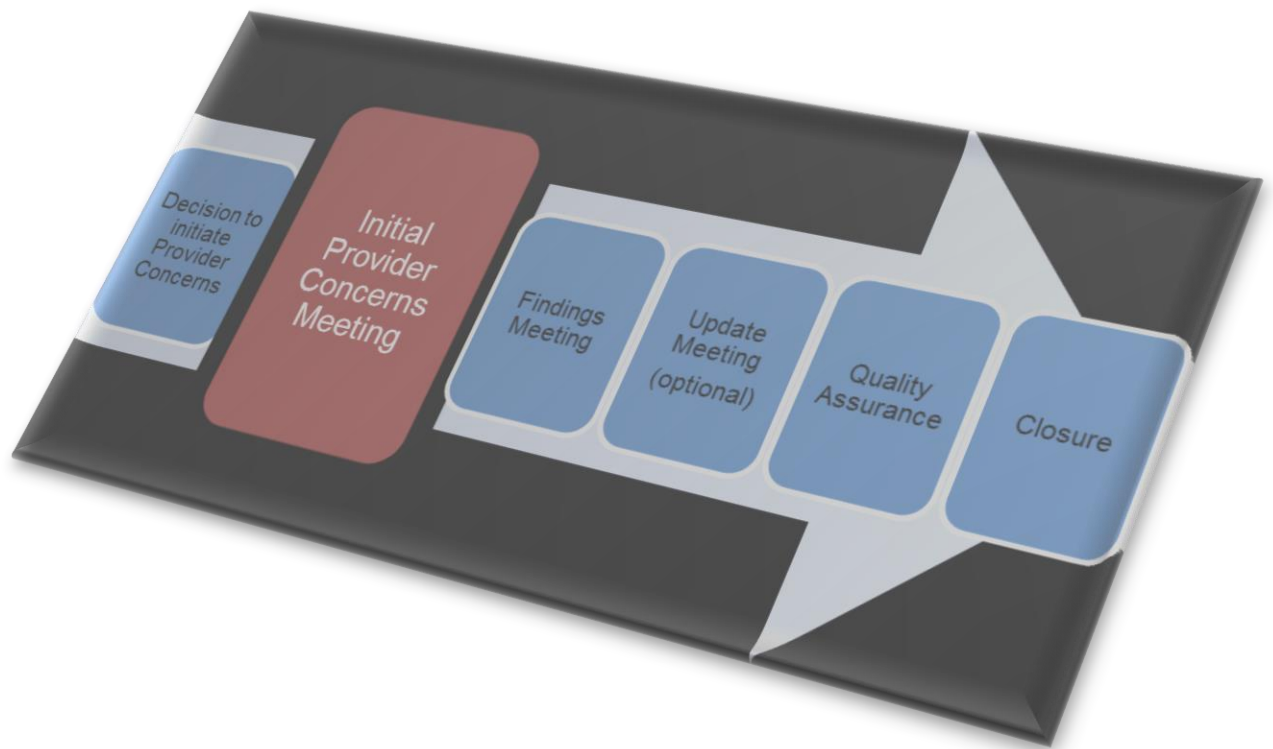 Decision to
initiate
Provider
Concerns
Initial
Provider
Concerns
Meeting
Findings
Meeting
Update
Meeting
(optional)
Quality
Assurance
Closure